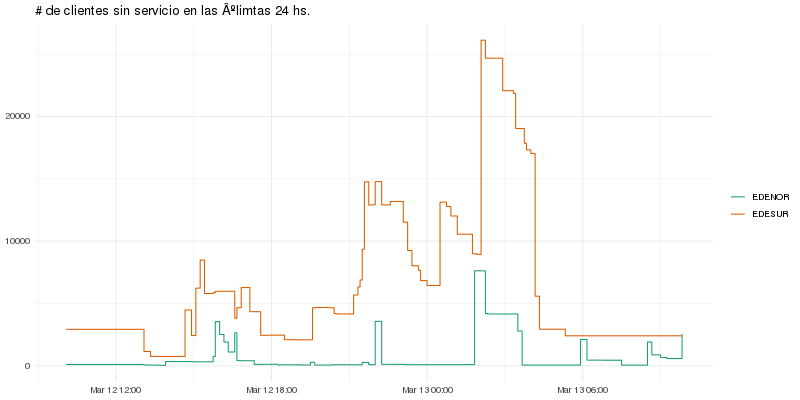 # de clientes sin servicio en las Ãºlimtas 24 hs.
20000
10000
0
Mar 12 12:00
Mar 12 18:00
Mar 13 00:00
Mar 13 06:00
EDENOR
EDESUR